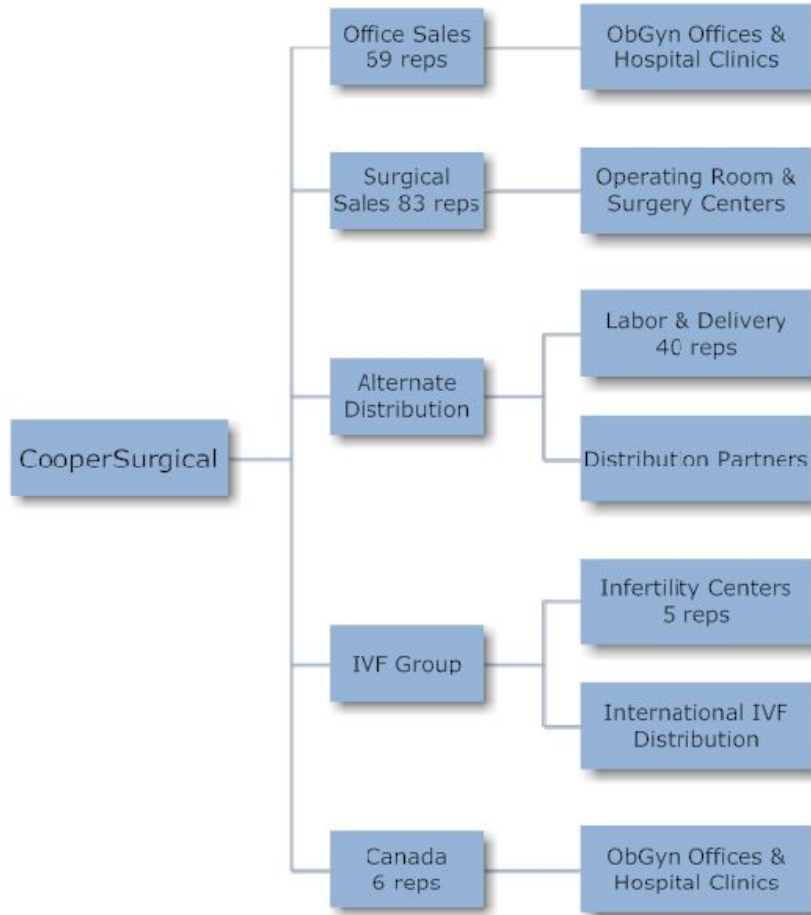 Office Sales
59 reps
ObGyn Offices &
Hospital Clinics
Surgical
Sales 83 reps
Operating Room &
Surgery Centers
Labor & Delivery
40 reps
Alternate
Distribution
CooperSurgical
Distribution Partners
Infertility Centers
5 reps
IVF Group
International IVF
Distribution
Canada
6 reps
ObGyn Offices &
Hospital Clinics